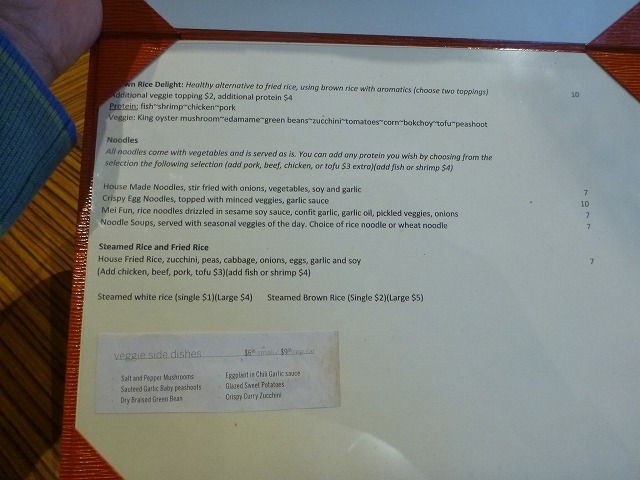 wn Rice Delight: Healthy alternative to fried rice, using brown rice with aromatics (choose two toppings) 10
Additional veggie topping $2, additional protein $4
Protein: fish~shrimp~chicken~pork
Veggie: King oyster mushroom~edamame~green beans~zucchini~tomatoes~corn~bokchoy~tofu~peashoot
Noodles
All noodles come with vegetables and is served as is. You can add any protein you wish by choosing from the
selection the following selection (add pork, beef, chicken, or tofu $3 extra)(add fish or shrimp $4)
House Made Noodles, stir fried with onions, vegetables, soy and garlic 7
Crispy Egg Noodles, topped with minced veggies, garlic sauce 10
Mei Fun, rice noodles drizzled in sesame soy sauce, confit garlic, garlic oil, pickled veggies, onions 7
Noodle Soups, served with seasonal veggies of the day. Choice of rice noodle or wheat noodle 7
Steamed Rice and Fried Rice
House Fried Rice, zucchini, peas, cabbage, onions, eggs, garlic and soy 7
(Add chicken, beef, pork, tofu $3)(add fish or shrimp $4)
Steamed white rice (single $1)(Large $4) Steamed Brown Rice (Single $2)(Large $5)
veggie side dishes $6 small / $9 regular
Salt and Pepper Mushrooms
Sauteed Garlic Baby peashoots
Dry Braised Green Bean
Eggplant in Chili Garlic sauce
Glazed Sweet Potatoes
Crispy Curry Zucchini